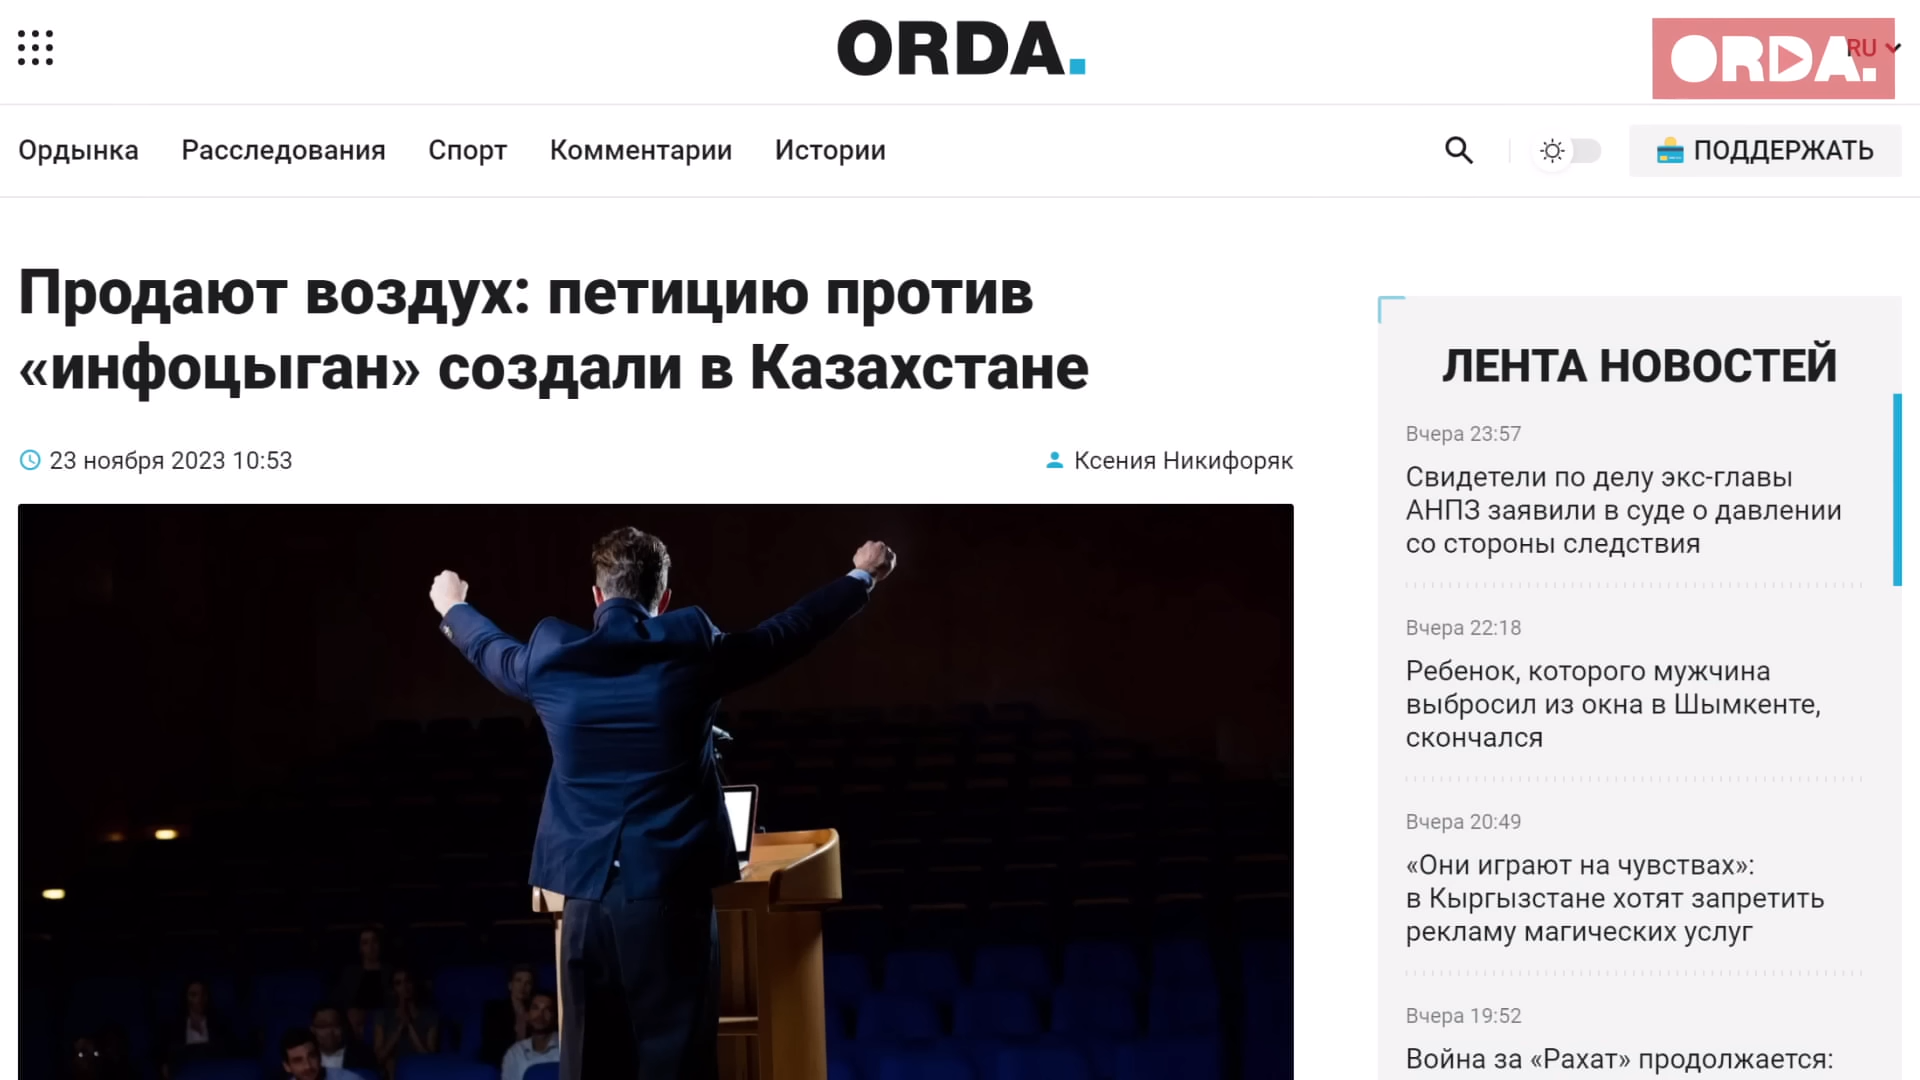 ORDA.
ORDA.
RU
Ордынка
Расследования
Спорт
Комментарии
Истории
ПОДДЕРЖАТЬ
Продают воздух: петицию против
«инфоцыган» создали в Казахстане
23 ноября 2023 10:53
Ксения Никифоряк
ЛЕНТА НОВОСТЕЙ
Вчера 23:57
Свидетели по делу экс-главы
АНПЗ заявили в суде о давлении
со стороны следствия
Вчера 22:18
Ребенок, которого мужчина
выбросил из окна в Шымкенте,
скончался
Вчера 20:49
«Они играют на чувствах»:
в Кыргызстане хотят запретить
рекламу магических услуг
Вчера 19:52
Война за «Рахат» продолжается: